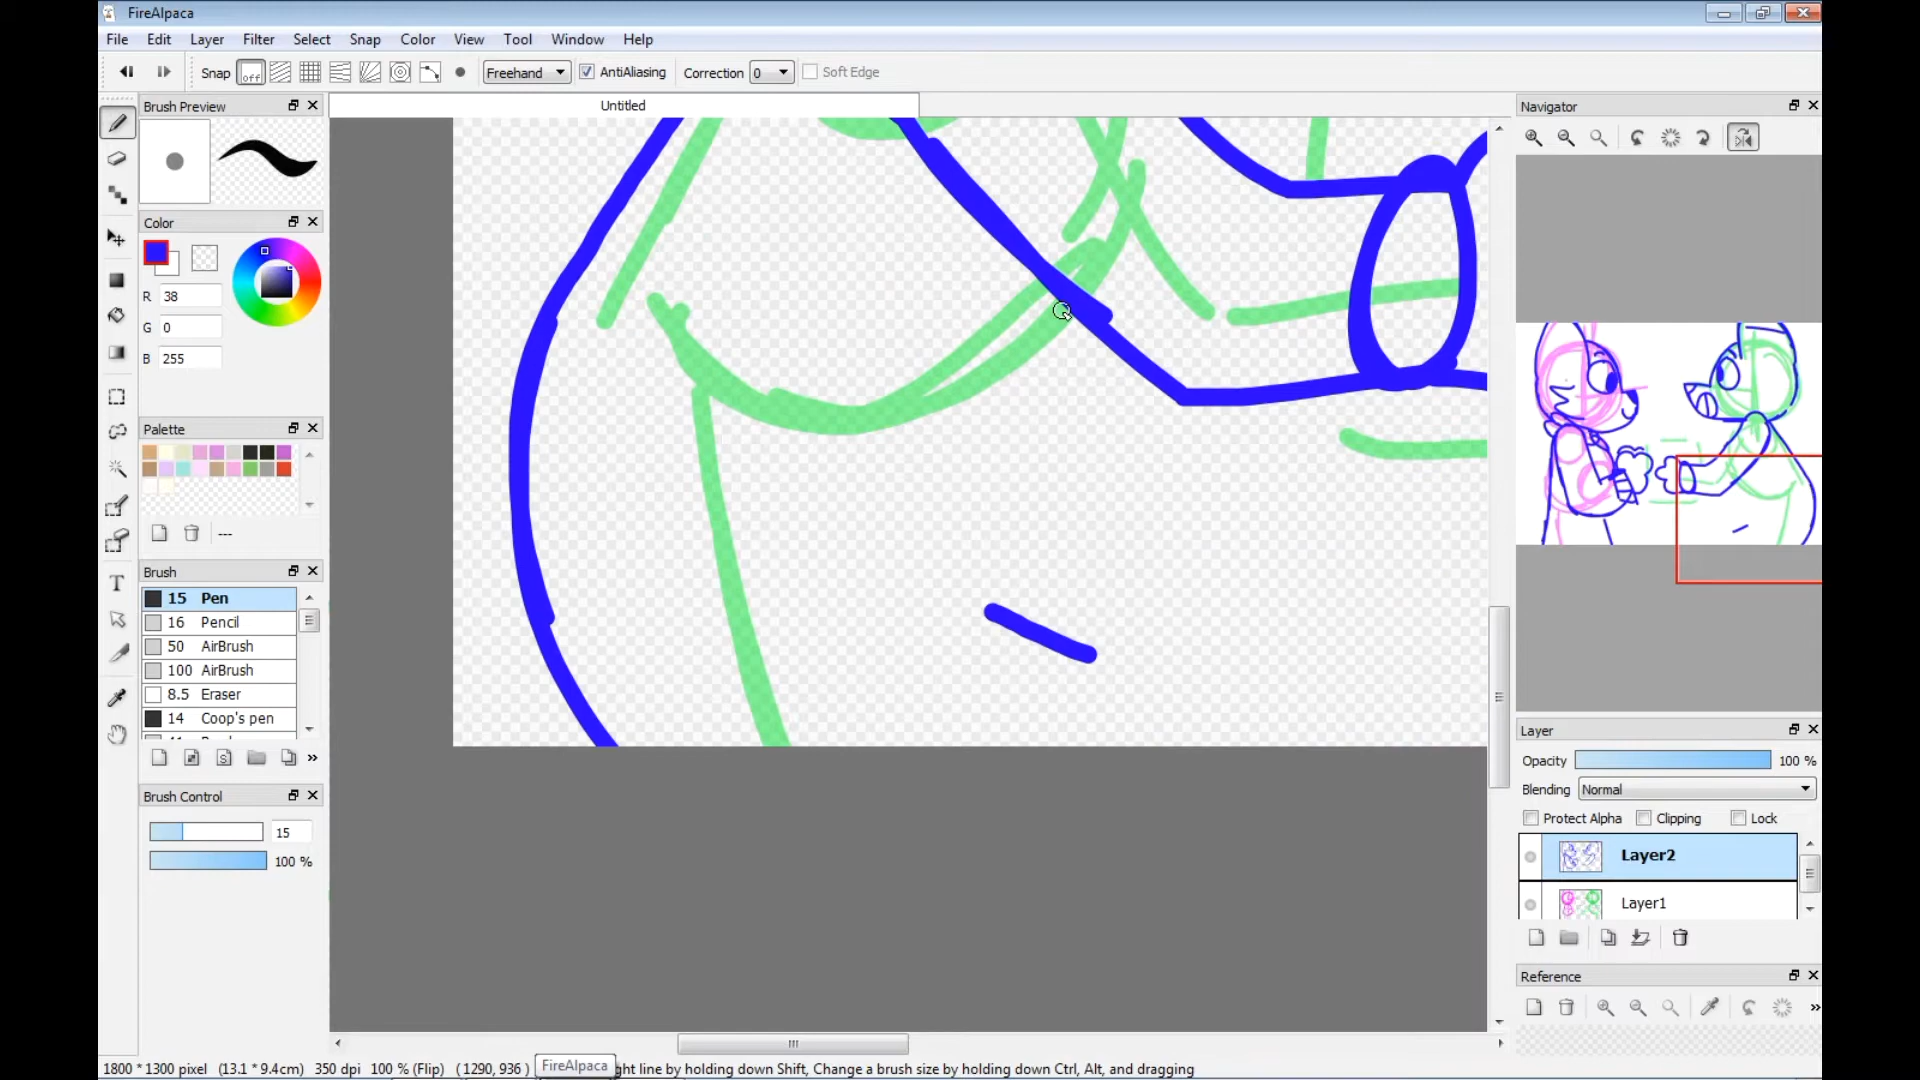 FireAlpaca
File Edit Layer Filter Select Snap Color View Tool Window Help
Snap off Freehand AntiAliasing Correction 0 Soft Edge
Brush Preview
Untitled
Navigator
Color
R 38
G 0
B 255
Palette
---
Brush
15 Pen
16 Pencil
50 AirBrush
100 AirBrush
8.5 Eraser
14 Coop's pen
Brush Control
15
100 %
Layer
Opacity 100 %
Blending Normal
Protect Alpha Clipping Lock
Layer2
Layer1
Reference
1800 * 1300 pixel (13.1 * 9.4cm) 350 dpi 100 % (Flip) (1290, 936) FireAlpaca ght line by holding down Shift, Change a brush size by holding down Ctrl, Alt, and dragging